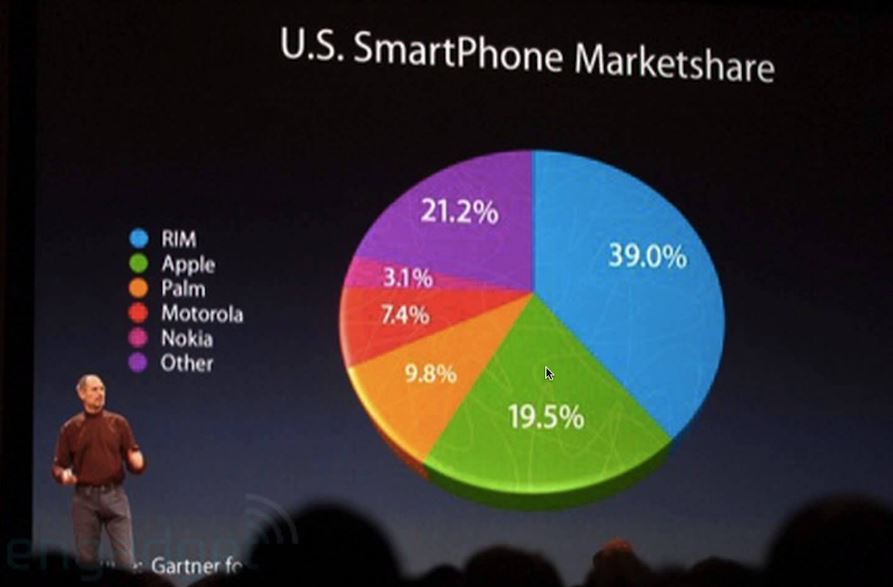 U.S. SmartPhone Marketshare
21.2%
39.0%
3.1%
7.4%
9.8%
19.5%
RIM
Apple
Palm
Motorola
Nokia
Other
engadget
Gartner